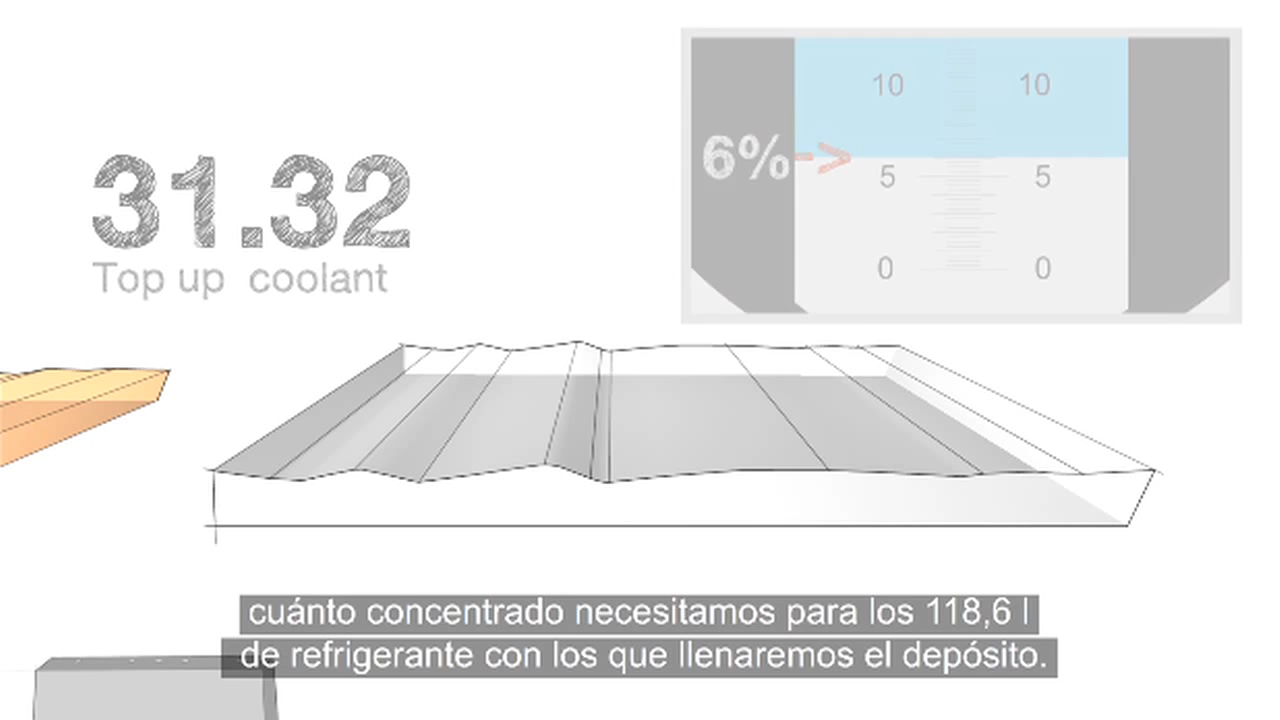 31.32
Top up coolant
10 10
6%->
5 5
0 0
cuánto concentrado necesitamos para los 118,6 l
de refrigerante con los que llenaremos el depósito.